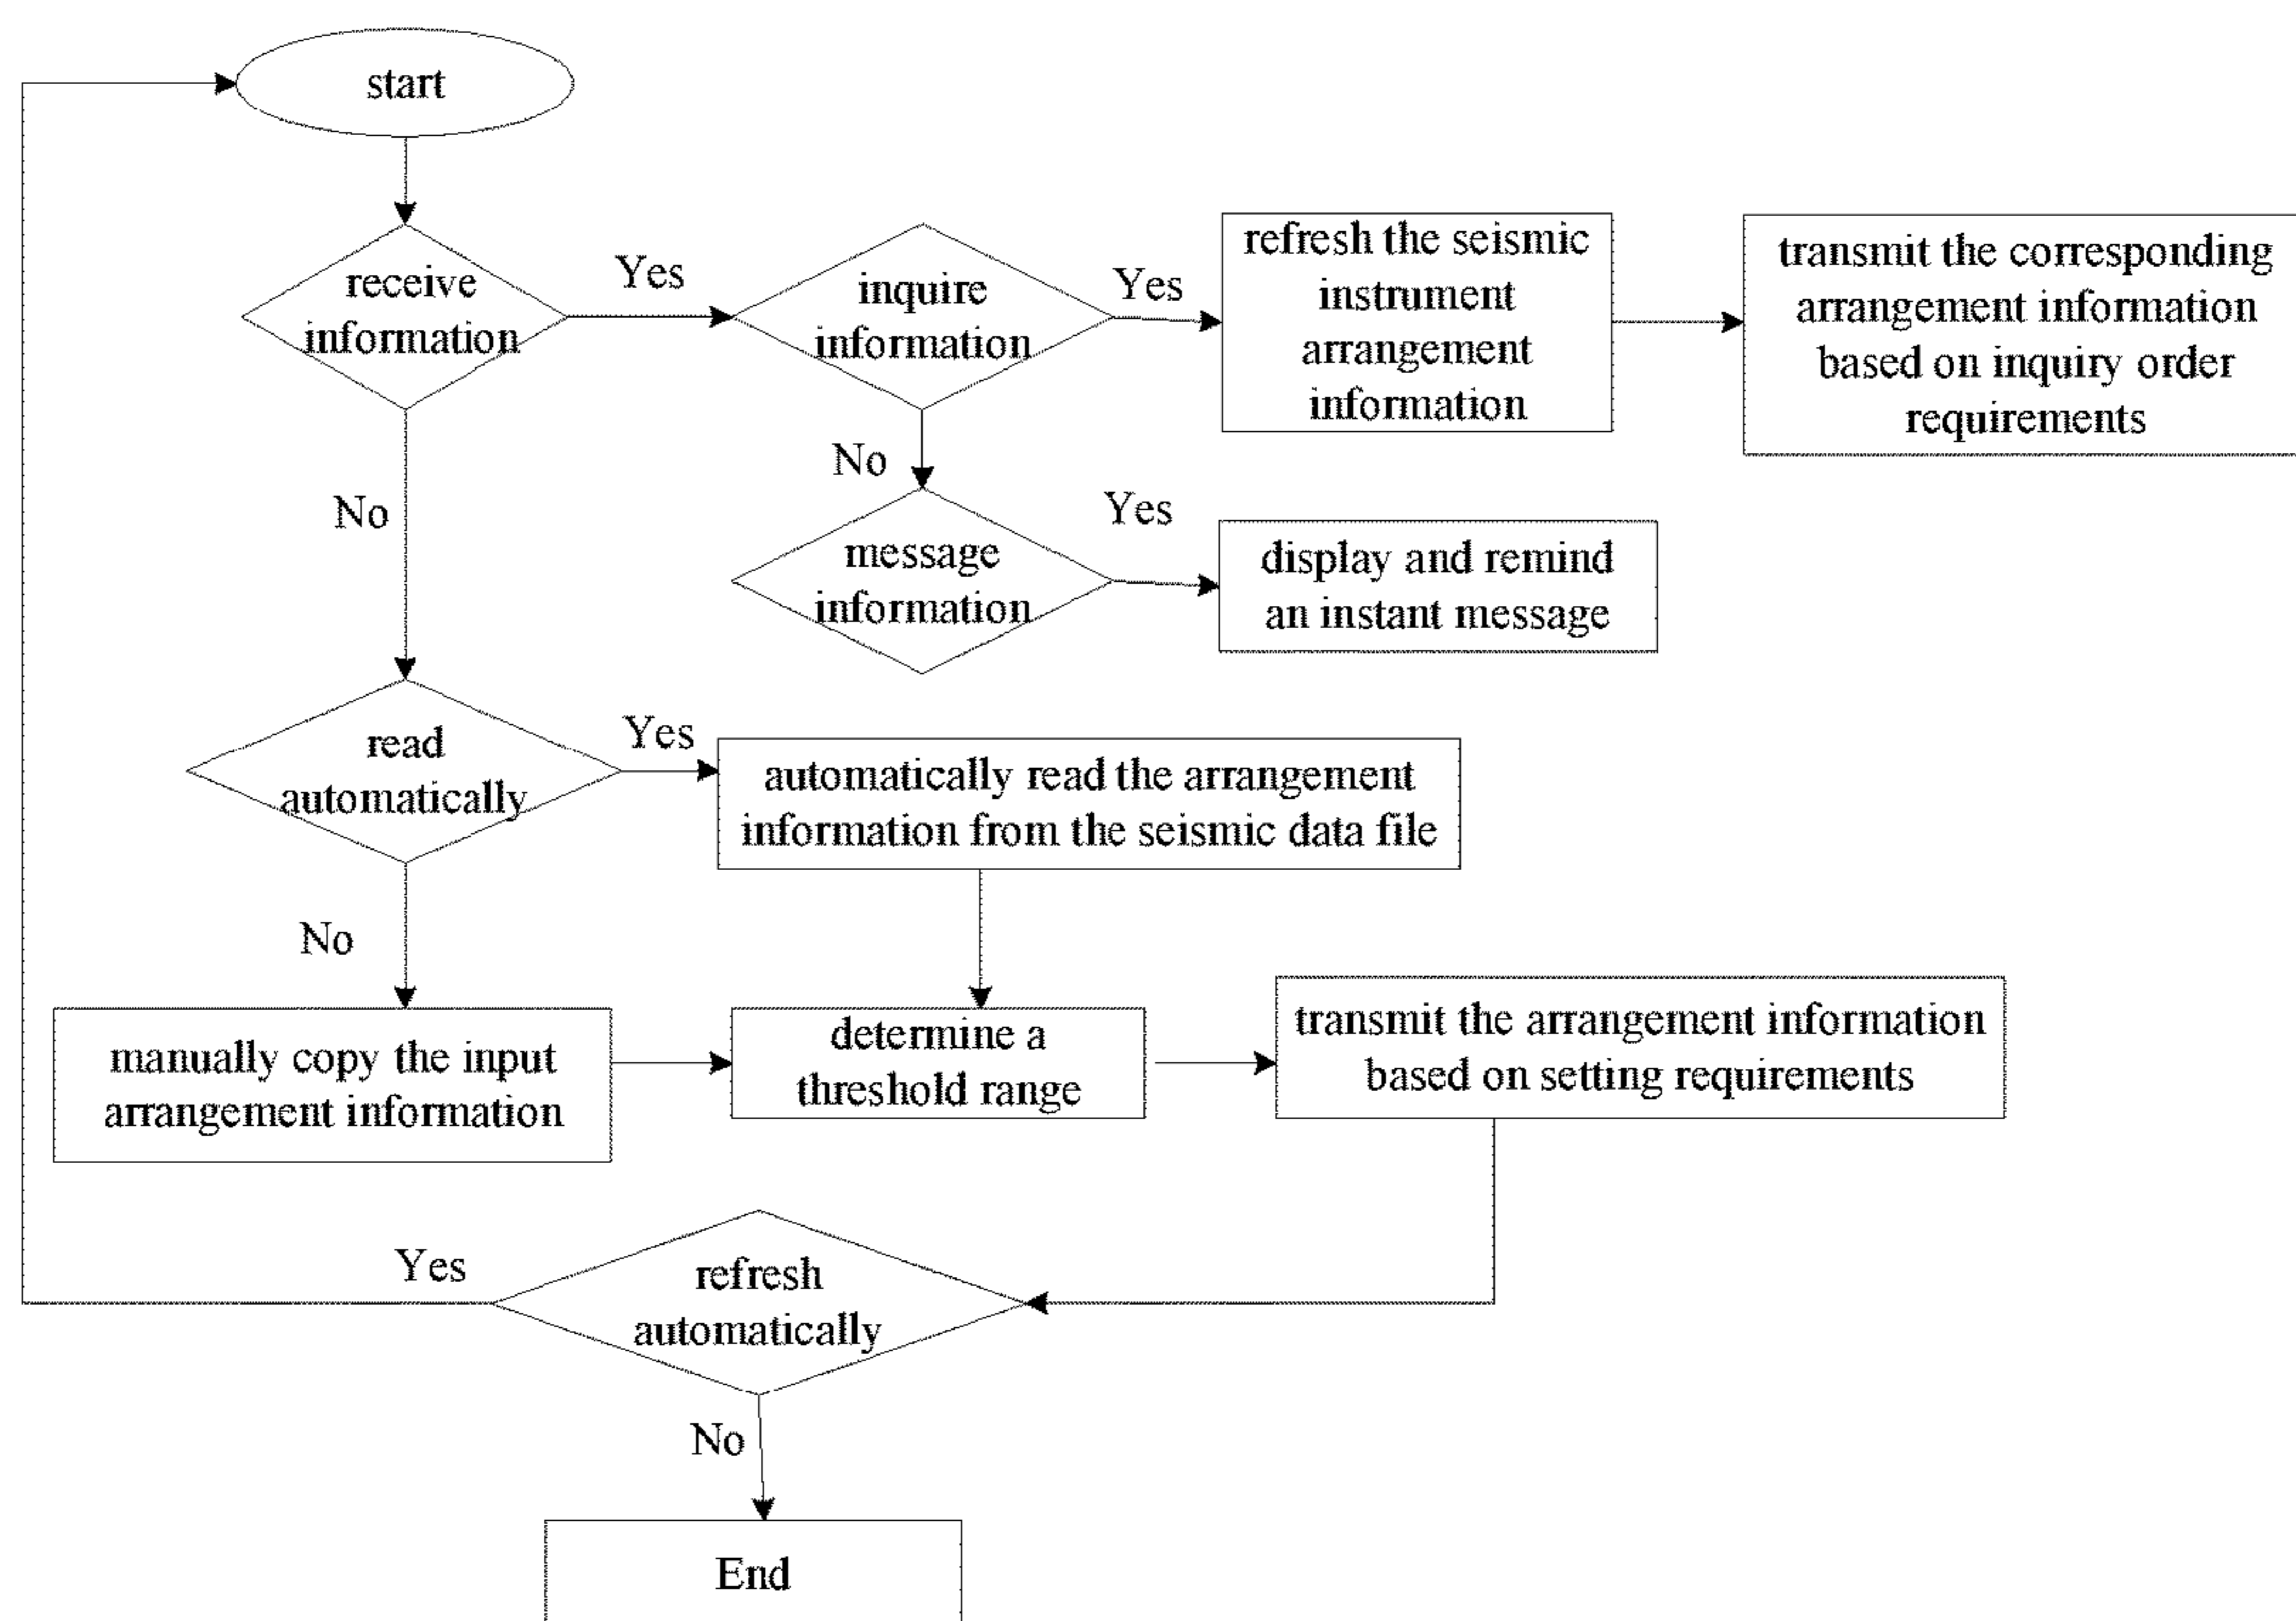 start
receive
information
Yes
inquire
information
Yes
refresh the seismic
instrument
arrangement
information
transmit the corresponding
arrangement information
based on inquiry order
requirements
No
No
message
information
Yes
display and remind
an instant message
read
automatically
Yes
automatically read the arrangement
information from the seismic data file
No
manually copy the input
arrangement information
determine a
threshold range
transmit the arrangement information
based on setting requirements
Yes
refresh
automatically
No
End